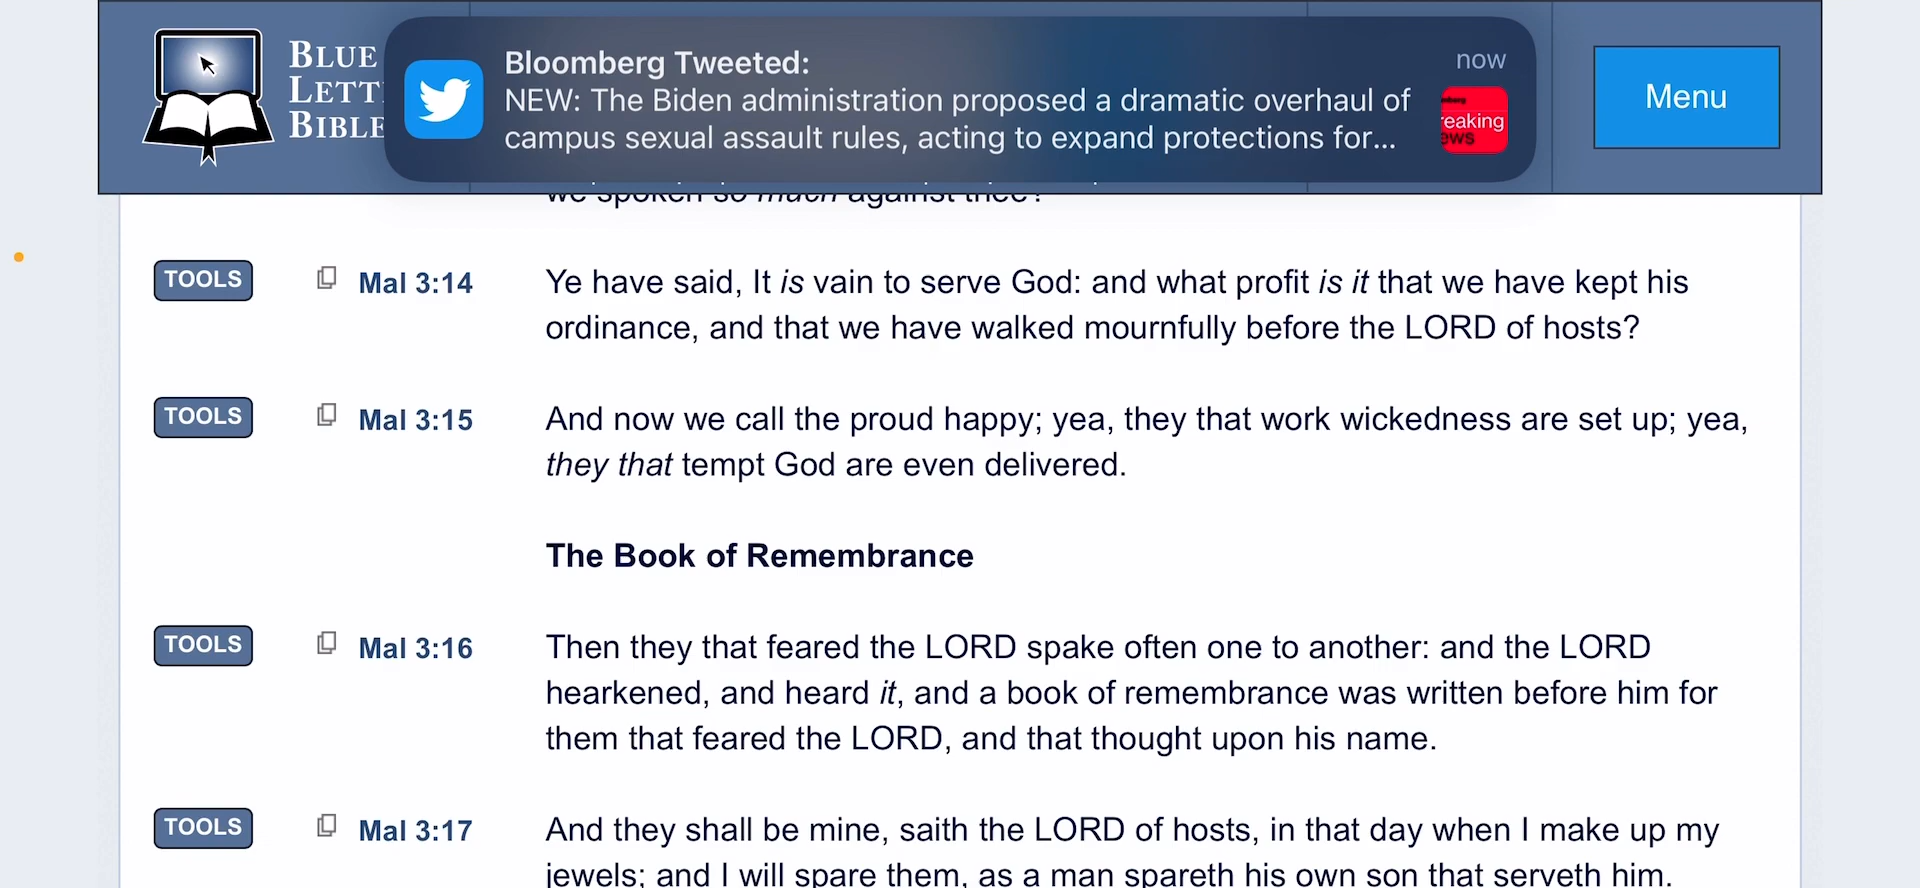 BLUE
LETT
BIBLE
Bloomberg Tweeted:
now
NEW: The Biden administration proposed a dramatic overhaul of
campus sexual assault rules, acting to expand protections for...
reaking
ews
Menu
we spoken so much against thee?
TOOLS
Mal 3:14
Ye have said, It is vain to serve God: and what profit is it that we have kept his
ordinance, and that we have walked mournfully before the LORD of hosts?
TOOLS
Mal 3:15
And now we call the proud happy; yea, they that work wickedness are set up; yea,
they that tempt God are even delivered.
The Book of Remembrance
TOOLS
Mal 3:16
Then they that feared the LORD spake often one to another: and the LORD
hearkened, and heard it, and a book of remembrance was written before him for
them that feared the LORD, and that thought upon his name.
TOOLS
Mal 3:17
And they shall be mine, saith the LORD of hosts, in that day when I make up my
jewels; and I will spare them, as a man spareth his own son that serveth him.